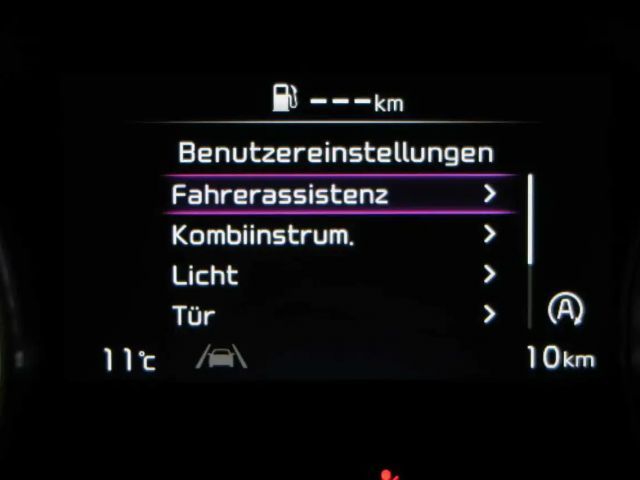 ---km
Benutzereinstellungen
Fahrerassistenz >
Kombiinstrum. >
Licht >
Tür >
A
11°C
10km